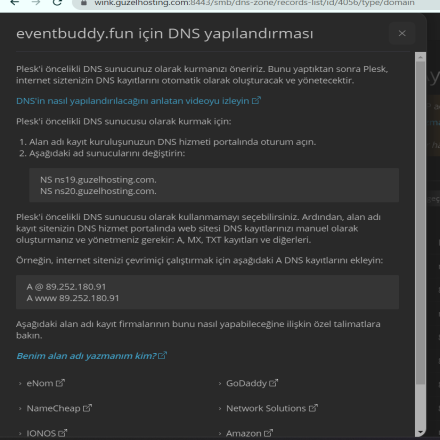 wink.guzelhosting.com:8443/smb/dns-zone/records-list/id/4056/type/domain
eventbuddy.fun için DNS yapılandırması
Plesk'i öncelikli DNS sunucunuz olarak kurmanızı öneririz. Bunu yaptıktan sonra Plesk,
internet siztenizin DNS kayıtlarını otomatik olarak oluşturacak ve yönetecektir.
DNS'in nasıl yapılandırılacağını anlatan videoyu izleyin
Plesk'i öncelikli DNS sunucusu olarak kurmak için:
1. Alan adı kayıt kuruluşunuzun DNS hizmeti portalında oturum açın.
2. Aşağıdaki ad sunucularını değiştirin:
NS ns19.guzelhosting.com.
NS ns20.guzelhosting.com.
Plesk'i öncelikli DNS sunucusu olarak kullanmamayı seçebilirsiniz. Ardından, alan adı
kayıt sitenizin DNS hizmet portalında web sitesi DNS kayıtlarınızı manuel olarak
oluşturmanız ve yönetmeniz gerekir: A, MX, TXT kayıtları ve diğerleri.
Örneğin, internet sitenizi çevrimiçi çalıştırmak için aşağıdaki A DNS kayıtlarını ekleyin:
A @ 89.252.180.91
A www 89.252.180.91
Aşağıdaki alan adı kayıt firmalarının bunu nasıl yapabileceğine ilişkin özel talimatlara
bakın.
Benim alan adı yazmanım kim?
eNom
GoDaddy
NameCheap
Network Solutions
IONOS
Amazon